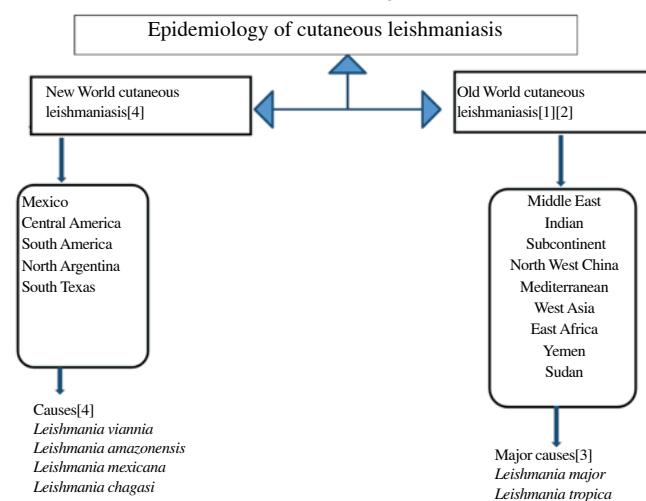 Epidemiology of cutaneous leishmaniasis
New World cutaneous
leishmaniasis[4]
Old World cutaneous
leishmaniasis[1][2]
Mexico
Central America
South America
North Argentina
South Texas
Middle East
Indian
Subcontinent
North West China
Mediterranean
West Asia
East Africa
Yemen
Sudan
Causes[4]
Leishmania viannia
Leishmania amazonensis
Leishmania mexicana
Leishmania chagasi
Major causes[3]
Leishmania major
Leishmania tropica